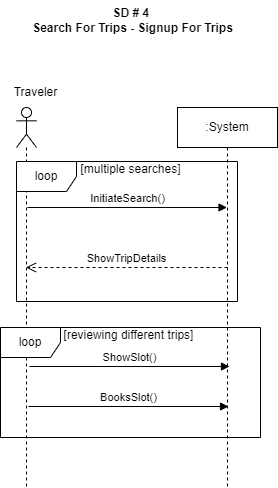 SD # 4
Search For Trips - Signup For Trips
Traveler
:System
loop
[multiple searches]
InitiateSearch()
ShowTripDetails
loop
[reviewing different trips]
ShowSlot()
BooksSlot()